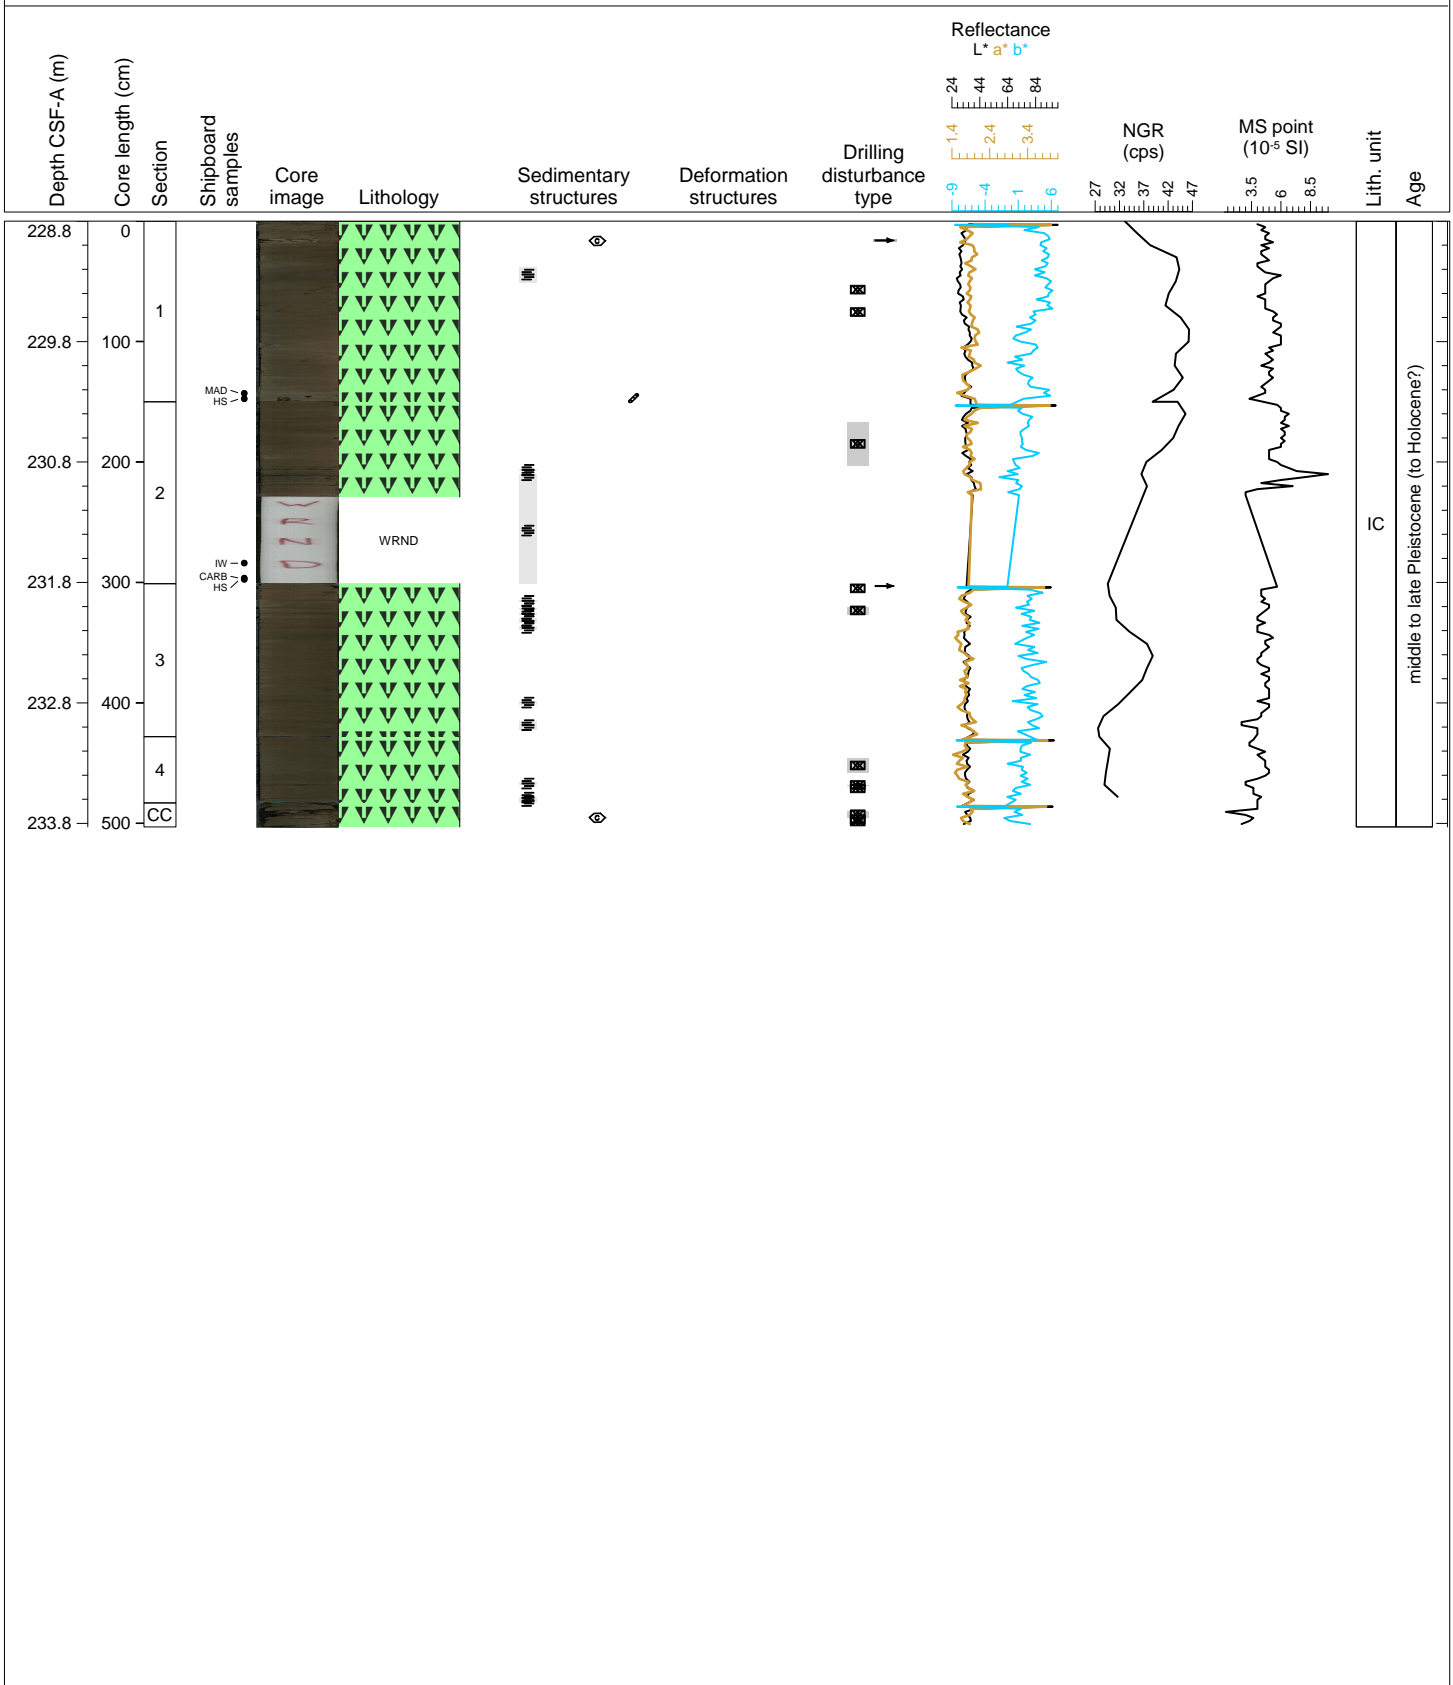 Depth CSF-A (m)
Core length (cm)
Section
Shipboard
samples
Core
image
Lithology
Sedimentary
structures
Deformation
structures
Drilling
disturbance
type
Reflectance
L* a* b*
24 44 64 84
1.4 2.4 3.4
-9 -4 1 6
NGR
(cps)
27 32 37 42 47
MS point
(10-5 SI)
3.5 6 8.5
Lith. unit
Age
228.8 0
1
229.8 100
MAD
HS
230.8 200
2
WRND
IW
CARB
HS
231.8 300
3
232.8 400
4
CC
233.8 500
IC
middle to late Pleistocene (to Holocene?)